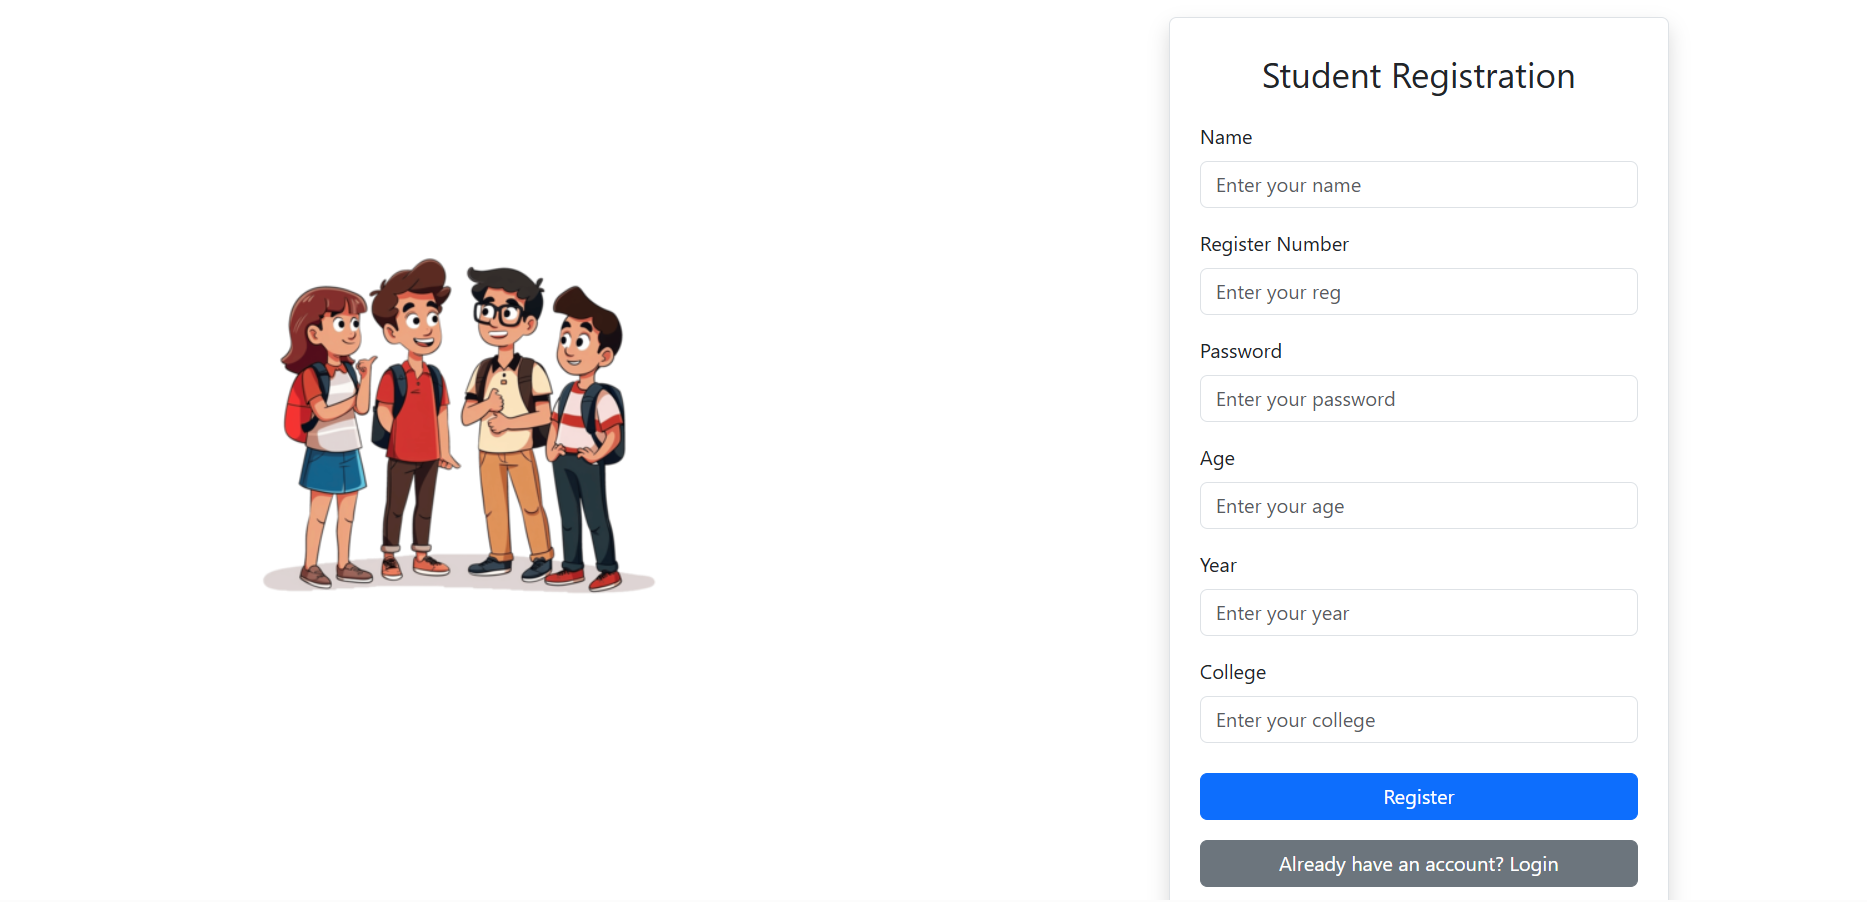 Student Registration
Name
Enter your name
Register Number
Enter your reg
Password
Enter your password
Age
Enter your age
Year
Enter your year
College
Enter your college
Register
Already have an account? Login